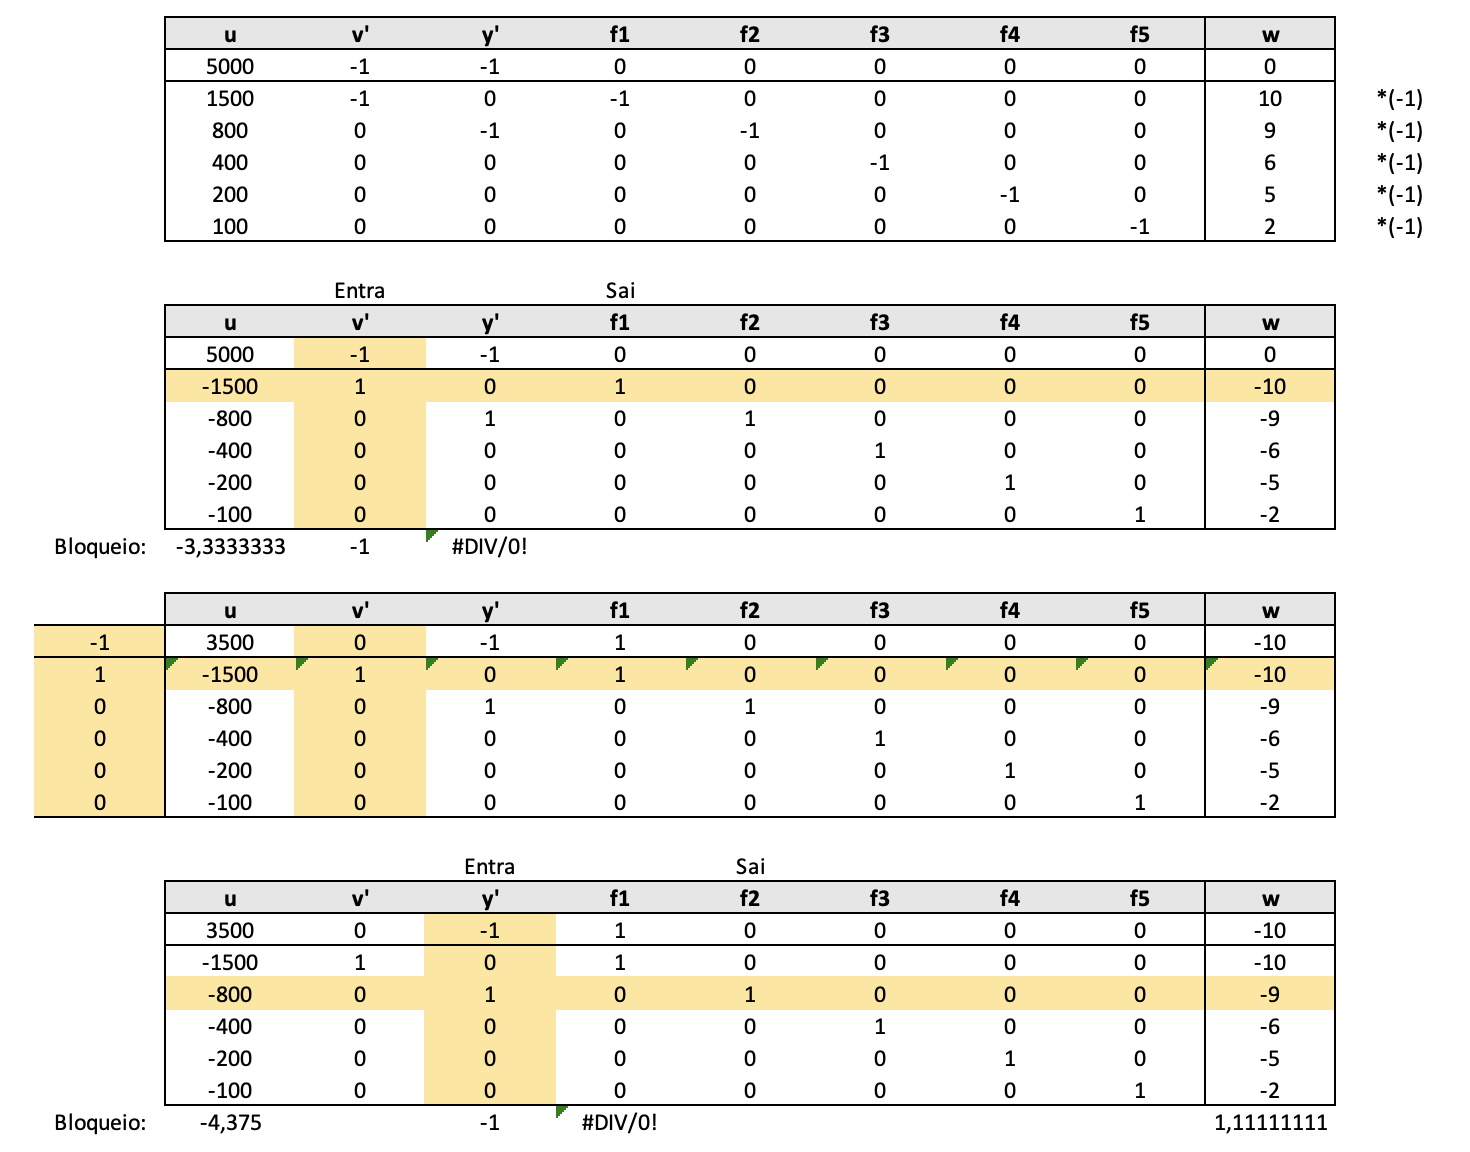 u v' y' f1 f2 f3 f4 f5 w
5000 -1 -1 0 0 0 0 0 0
1500 -1 0 -1 0 0 0 0 10 *(-1)
800 0 -1 0 -1 0 0 0 9 *(-1)
400 0 0 0 0 -1 0 0 6 *(-1)
200 0 0 0 0 0 -1 0 5 *(-1)
100 0 0 0 0 0 0 -1 2 *(-1)
Entra Sai
u v' y' f1 f2 f3 f4 f5 w
5000 -1 -1 0 0 0 0 0 0
-1500 1 0 1 0 0 0 0 -10
-800 0 1 0 1 0 0 0 -9
-400 0 0 0 0 1 0 0 -6
-200 0 0 0 0 0 1 0 -5
-100 0 0 0 0 0 0 1 -2
Bloqueio: -3,3333333 -1 #DIV/0!
u v' y' f1 f2 f3 f4 f5 w
-1 3500 0 -1 1 0 0 0 0 -10
1 -1500 1 0 1 0 0 0 0 -10
0 -800 0 1 0 1 0 0 0 -9
0 -400 0 0 0 0 1 0 0 -6
0 -200 0 0 0 0 0 1 0 -5
0 -100 0 0 0 0 0 0 1 -2
Entra Sai
u v' y' f1 f2 f3 f4 f5 w
3500 0 -1 1 0 0 0 0 -10
-1500 1 0 1 0 0 0 0 -10
-800 0 1 0 1 0 0 0 -9
-400 0 0 0 0 1 0 0 -6
-200 0 0 0 0 0 1 0 -5
-100 0 0 0 0 0 0 1 -2
Bloqueio: -4,375 -1 #DIV/0! 1,11111111